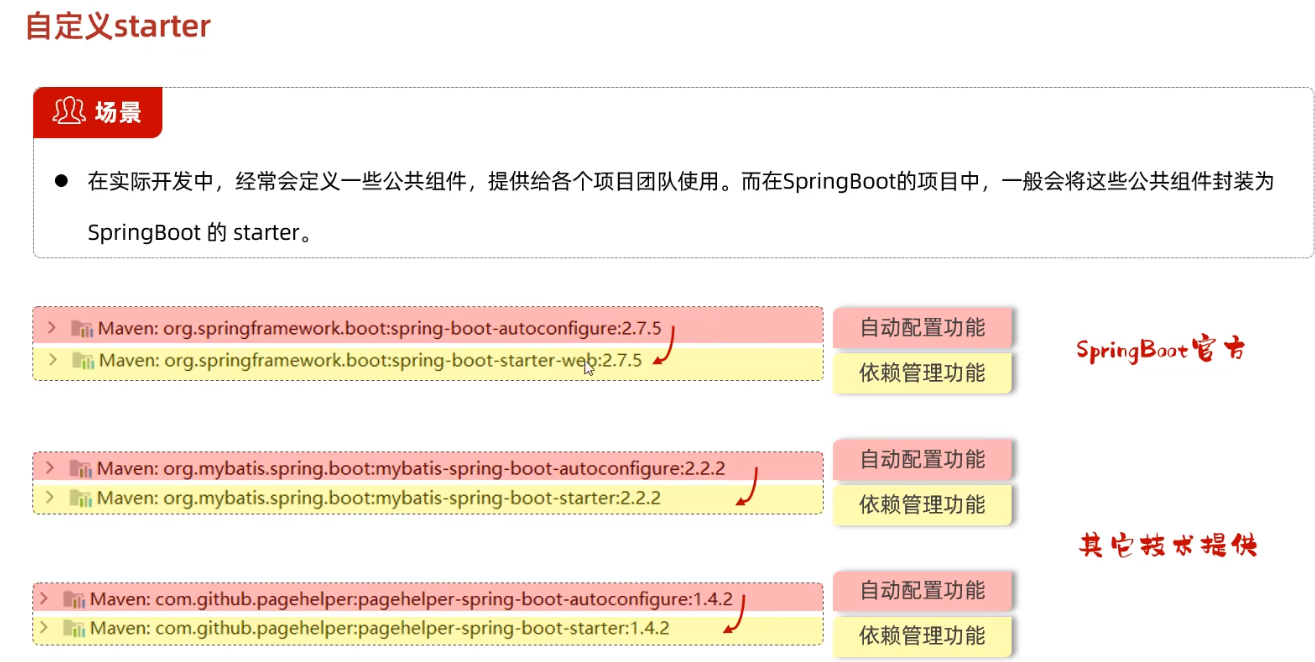 自定义starter
场景
在实际开发中，经常会定义一些公共组件，提供给各个项目团队使用。而在SpringBoot的项目中，一般会将这些公共组件封装为
SpringBoot 的 starter。
Maven: org.springframework.boot:spring-boot-autoconfigure:2.7.5
自动配置功能
Maven: org.springframework.boot:spring-boot-starter-web:2.7.5
依赖管理功能
SpringBoot官方
Maven: org.mybatis.spring.boot:mybatis-spring-boot-autoconfigure:2.2.2
自动配置功能
Maven: org.mybatis.spring.boot:mybatis-spring-boot-starter:2.2.2
依赖管理功能
其它技术提供
Maven: com.github.pagehelper:pagehelper-spring-boot-autoconfigure:1.4.2
自动配置功能
Maven: com.github.pagehelper:pagehelper-spring-boot-starter:1.4.2
依赖管理功能